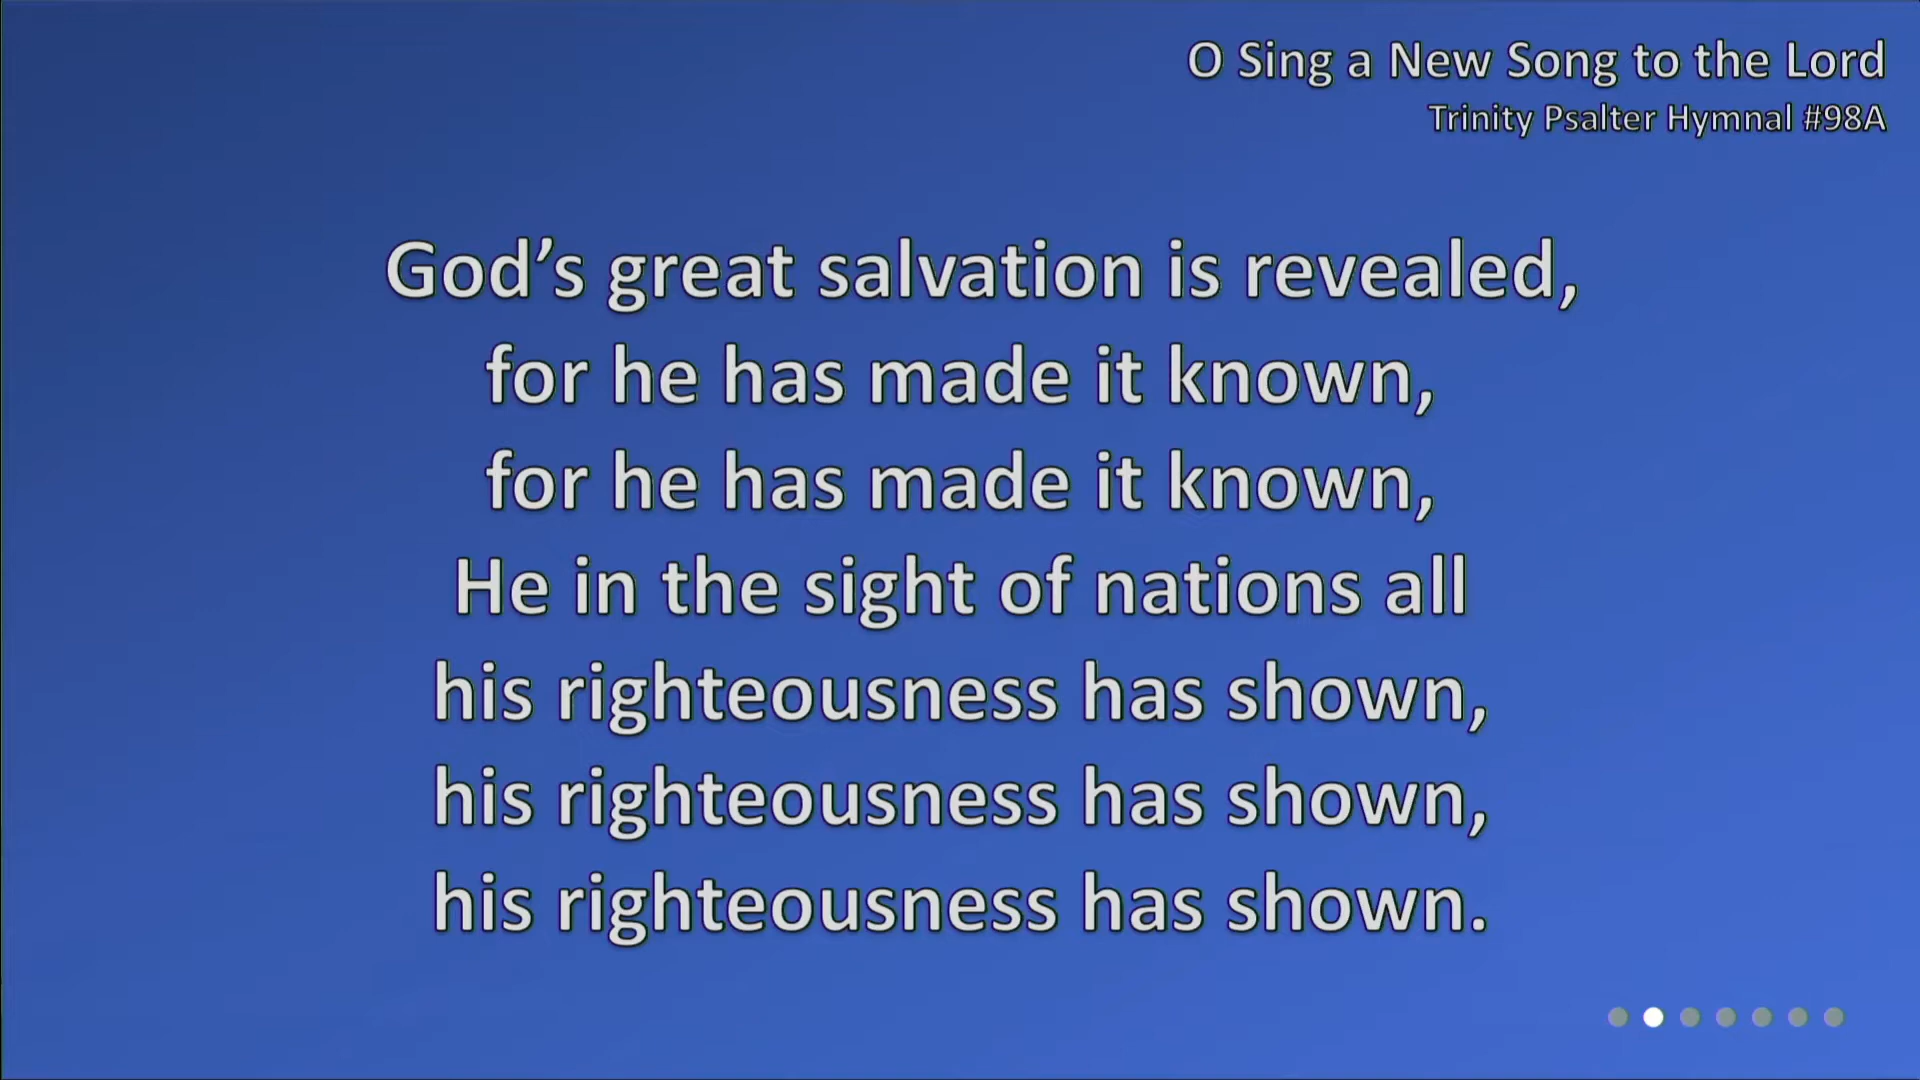 O Sing a New Song to the Lord
Trinity Psalter Hymnal #98A
God’s great salvation is revealed,
for he has made it known,
for he has made it known,
He in the sight of nations all
his righteousness has shown,
his righteousness has shown,
his righteousness has shown.